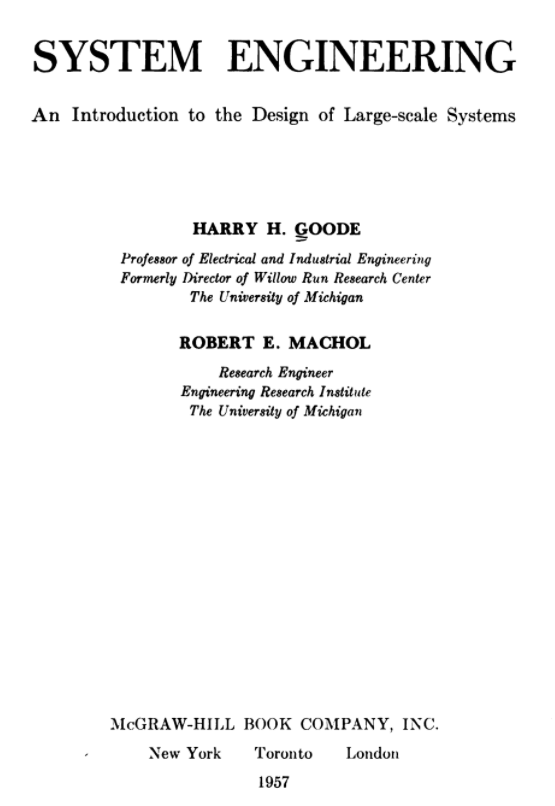 SYSTEM ENGINEERING
An Introduction to the Design of Large-scale Systems
HARRY H. GOODE
Professor of Electrical and Industrial Engineering
Formerly Director of Willow Run Research Center
The University of Michigan
ROBERT E. MACHOL
Research Engineer
Engineering Research Institute
The University of Michigan
McGRAW-HILL BOOK COMPANY, INC.
New York Toronto London
1957